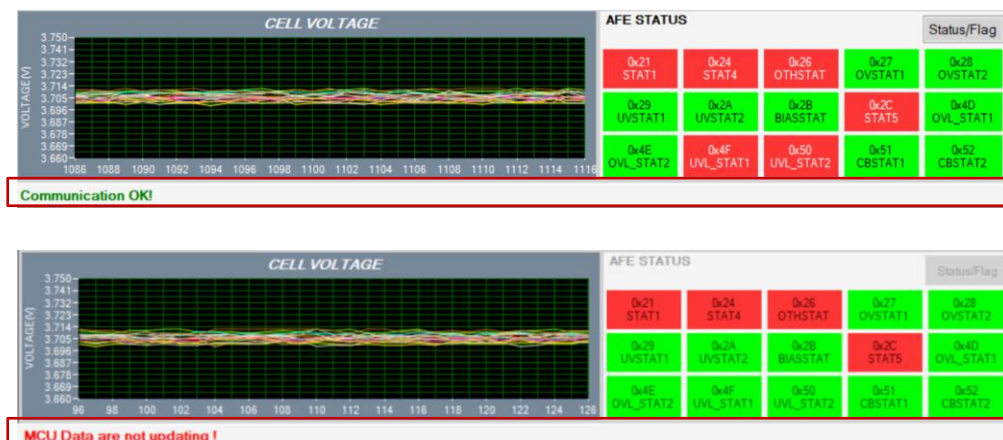 CELL VOLTAGE
VOLTAGE(V)
3.750
3.741
3.732
3.723
3.714
3.705
3.696
3.687
3.678
3.669
3.660
1086 1088 1090 1092 1094 1096 1098 1100 1102 1104 1106 1108 1110 1112 1114 1116
AFE STATUS
Status/Flag
0x21 STAT1
0x24 STAT4
0x26 OTHSTAT
0x27 OVSTAT1
0x28 OVSTAT2
0x29 UVSTAT1
0x2A UVSTAT2
0x2B BIASSTAT
0x2C STAT5
0x4D OVL_STAT1
0x4E OVL_STAT2
0x4F UVL_STAT1
0x50 UVL_STAT2
0x51 CBSTAT1
0x52 CBSTAT2
Communication OK!
CELL VOLTAGE
VOLTAGE(V)
3.750
3.741
3.732
3.723
3.714
3.705
3.696
3.687
3.678
3.669
3.660
96 98 100 102 104 106 108 110 112 114 116 118 120 122 124 126
AFE STATUS
Status/Flag
0x21 STAT1
0x24 STAT4
0x26 OTHSTAT
0x27 OVSTAT1
0x28 OVSTAT2
0x29 UVSTAT1
0x2A UVSTAT2
0x2B BIASSTAT
0x2C STAT5
0x4D OVL_STAT1
0x4E OVL_STAT2
0x4F UVL_STAT1
0x50 UVL_STAT2
0x51 CBSTAT1
0x52 CBSTAT2
MCU Data are not updating !